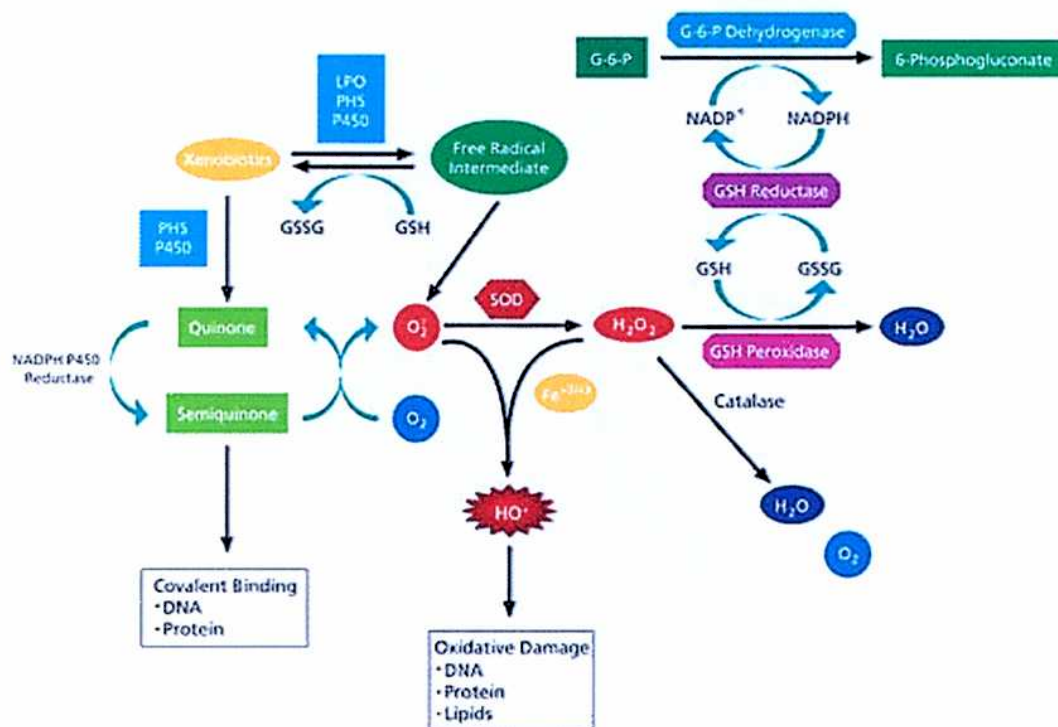 G-6-P Dehydrogenase
G-6-P
6-Phosphogluconate
NADP+
NADPH
LPO
PHS
P450
Xenobiotics
Free Radical
Intermediate
GSSG
GSH
GSH Reductase
PHS
P450
GSH
GSSG
SOD
Quinone
O₂⁻
H₂O₂
H₂O
GSH Peroxidase
NADPH P450
Reductase
Semiquinone
O₂
Catalase
HO•
H₂O
O₂
Covalent Binding
•DNA
•Protein
Oxidative Damage
•DNA
•Protein
•Lipids